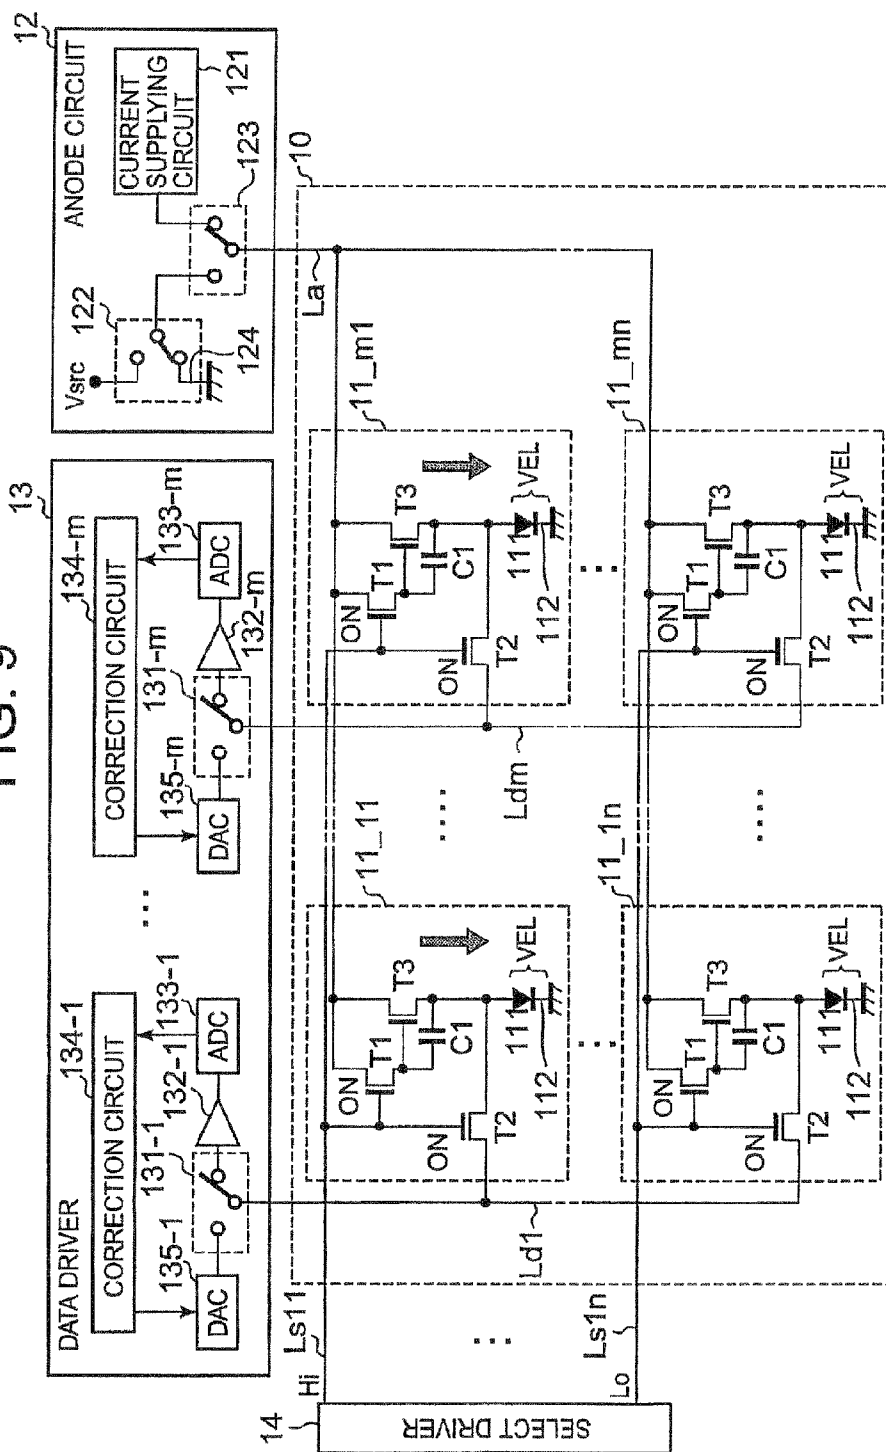 FIG. 9
13
DATA DRIVER
134-1
CORRECTION CIRCUIT
135-1
131-1
132-1
133-1
DAC
ADC
...
134-m
CORRECTION CIRCUIT
135-m
131-m
132-m
133-m
DAC
ADC
12
ANODE CIRCUIT
Vsrc
122
124
CURRENT
SUPPLYING
CIRCUIT
121
123
10
La
14
SELECT DRIVER
Hi
Ls11
...
Lo
Ls1n
11_11
ON
T1
T3
C1
ON
T2
111
VEL
112
....
11_m1
ON
T1
T3
C1
ON
T2
111
VEL
112
Ld1
...
Ldm
...
11_1n
ON
T1
T3
C1
ON
T2
111
VEL
112
....
11_mn
ON
T1
T3
C1
ON
T2
111
VEL
112